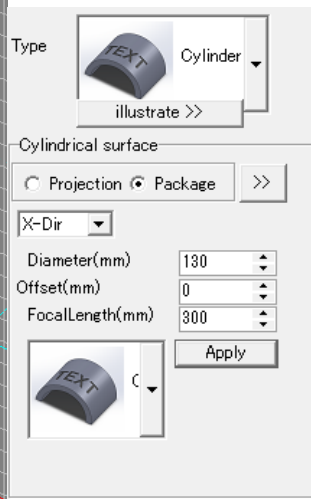 Type
TEXT
Cylinder
illustrate >>
Cylindrical surface
Projection
Package
>>
X-Dir
Diameter(mm)
130
Offset(mm)
0
FocalLength(mm)
300
Apply
TEXT